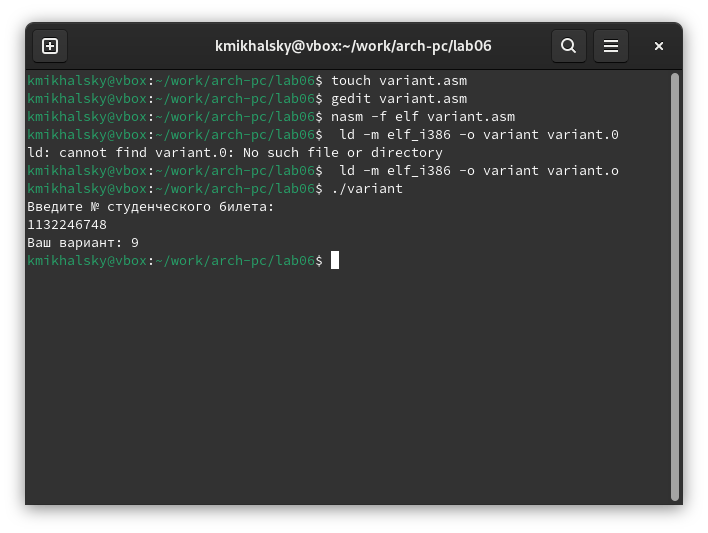 kmikhalsky@vbox:~/work/arch-pc/lab06
kmikhalsky@vbox:~/work/arch-pc/lab06$ touch variant.asm
kmikhalsky@vbox:~/work/arch-pc/lab06$ gedit variant.asm
kmikhalsky@vbox:~/work/arch-pc/lab06$ nasm -f elf variant.asm
kmikhalsky@vbox:~/work/arch-pc/lab06$  ld -m elf_i386 -o variant variant.0
ld: cannot find variant.0: No such file or directory
kmikhalsky@vbox:~/work/arch-pc/lab06$  ld -m elf_i386 -o variant variant.o
kmikhalsky@vbox:~/work/arch-pc/lab06$ ./variant
Введите № студенческого билета:
1132246748
Ваш вариант: 9
kmikhalsky@vbox:~/work/arch-pc/lab06$